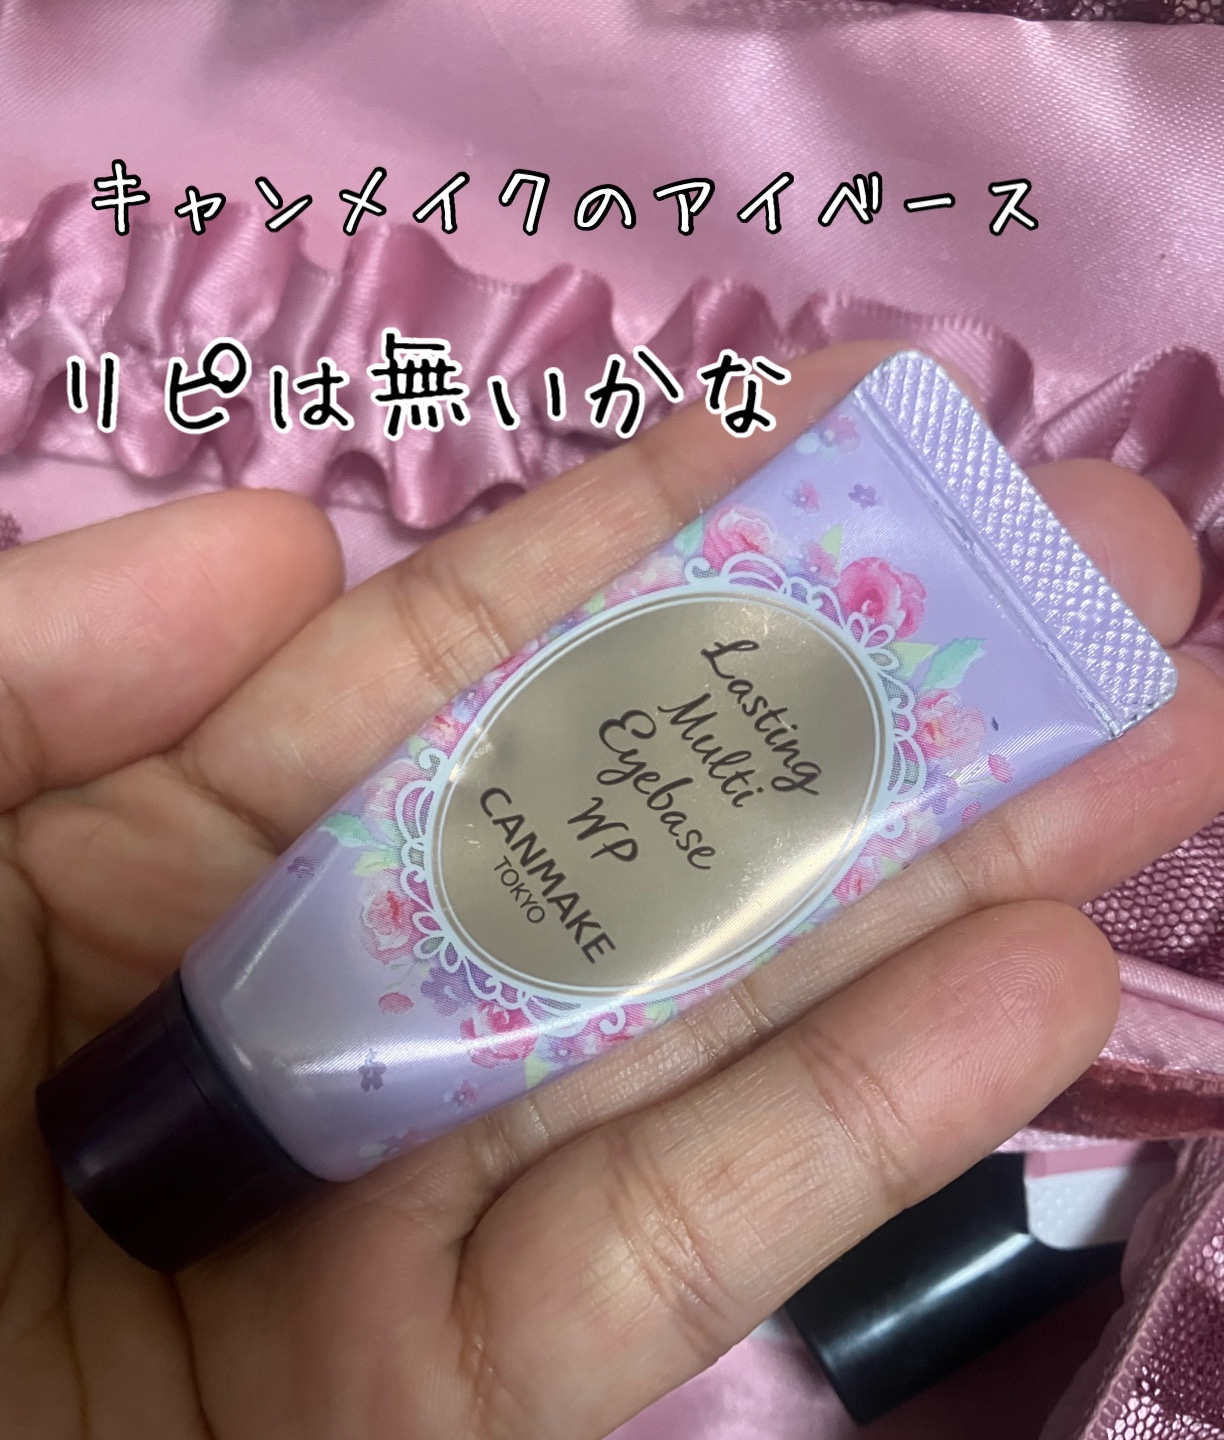 キャンメイクのアイベース
リピは無いかな
Lasting
Multi
Eyebase
WP
CANMAKE
TOKYO